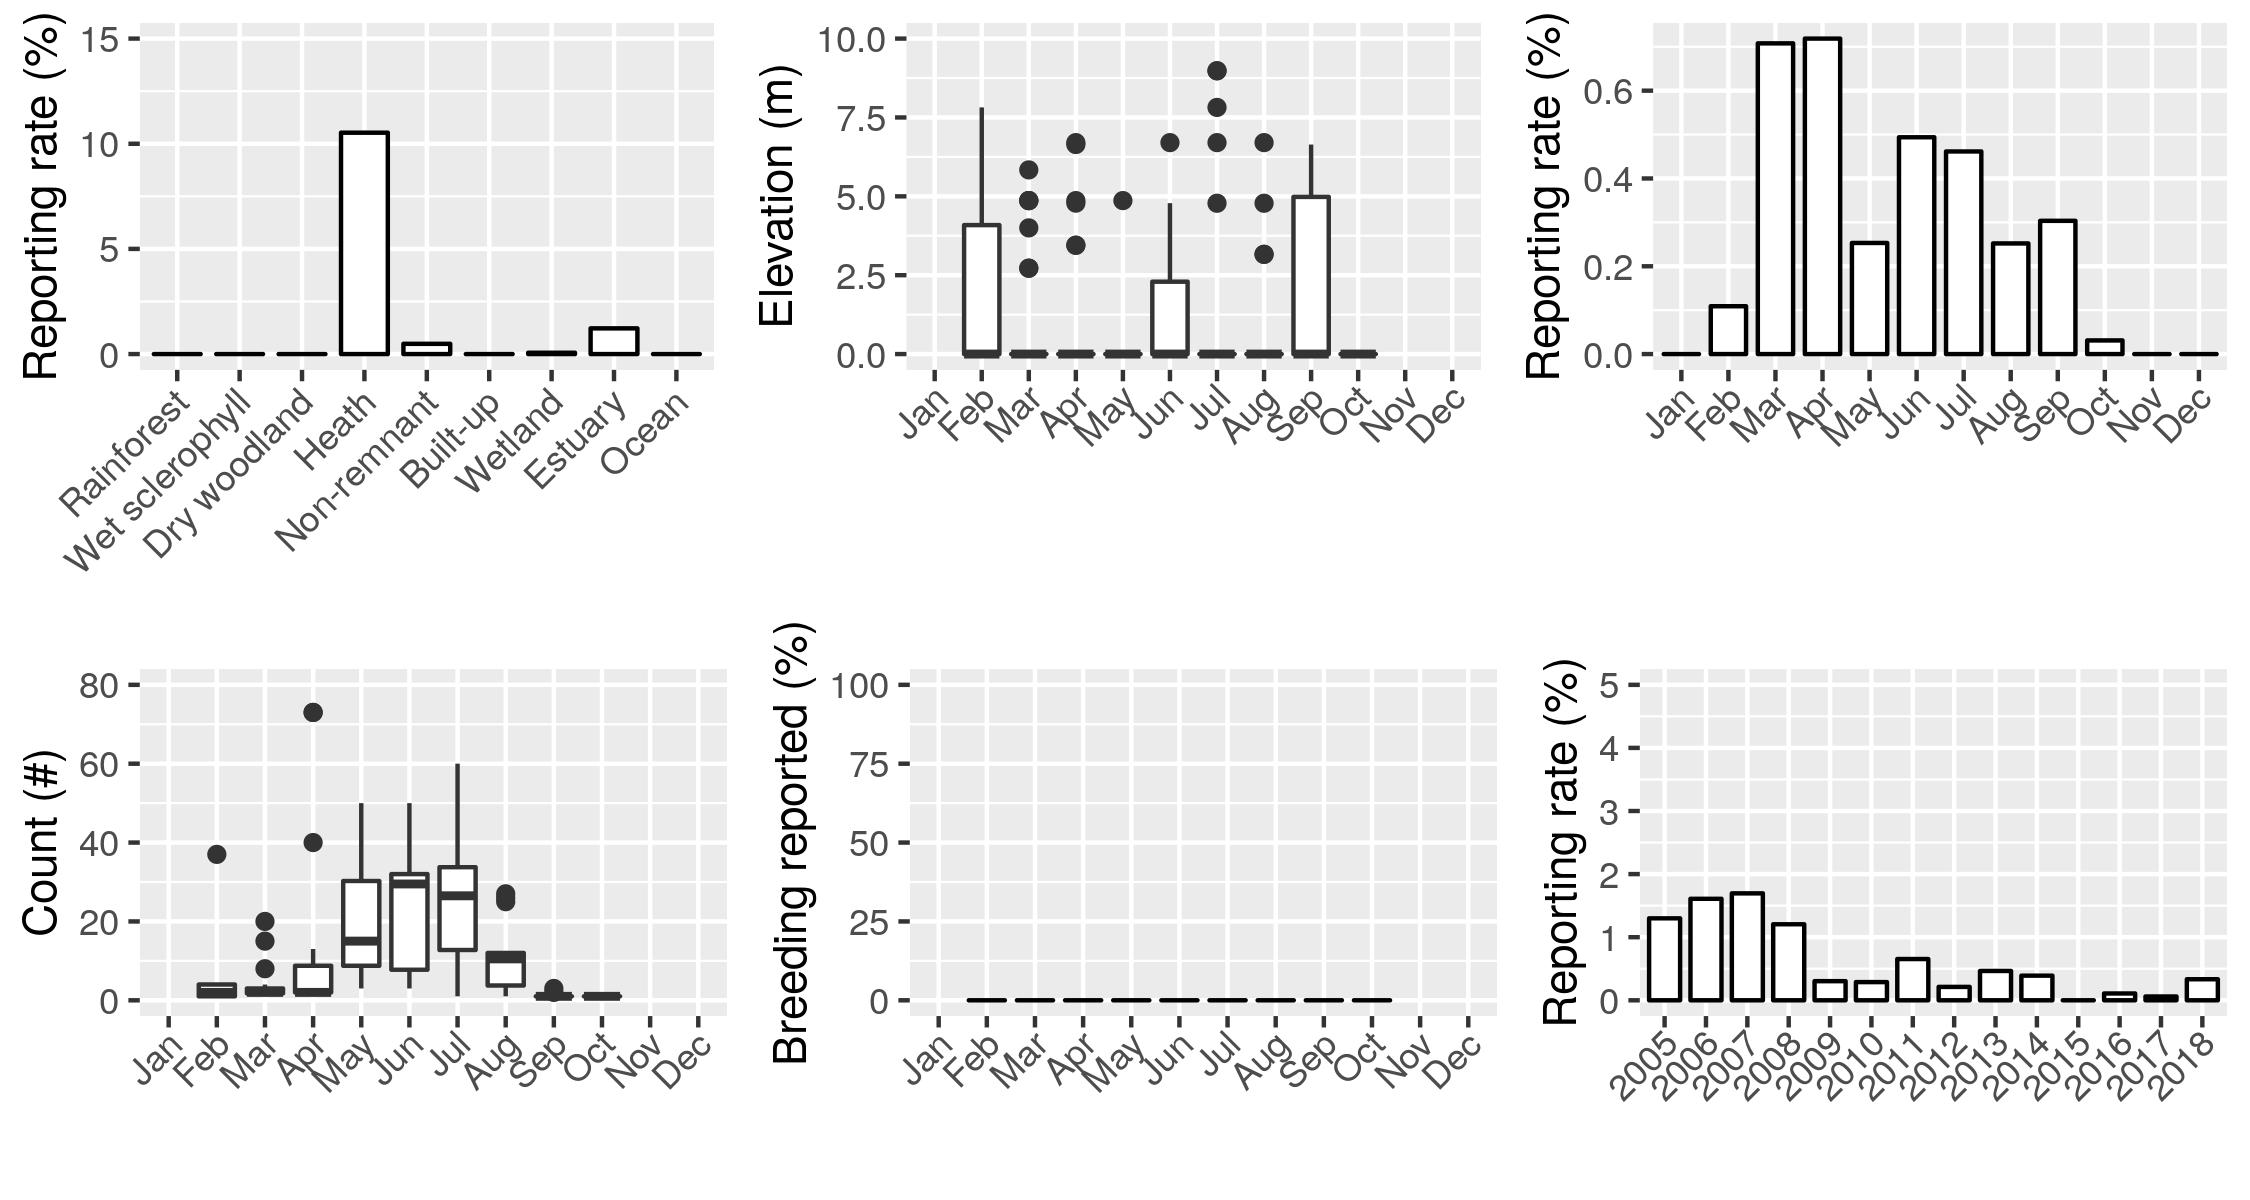 Reporting rate (%)
15
10
5
0
Rainforest
Wet sclerophyll
Dry woodland
Heath
Non-remnant
Built-up
Wetland
Estuary
Ocean
Elevation (m)
10.0
7.5
5.0
2.5
0.0
Jan
Feb
Mar
Apr
May
Jun
Jul
Aug
Sep
Oct
Nov
Dec
Reporting rate (%)
0.6
0.4
0.2
0.0
Jan
Feb
Mar
Apr
May
Jun
Jul
Aug
Sep
Oct
Nov
Dec
Count (#)
80
60
40
20
0
Jan
Feb
Mar
Apr
May
Jun
Jul
Aug
Sep
Oct
Nov
Dec
Breeding reported (%)
100
75
50
25
0
Jan
Feb
Mar
Apr
May
Jun
Jul
Aug
Sep
Oct
Nov
Dec
Reporting rate (%)
5
4
3
2
1
0
2005
2006
2007
2008
2009
2010
2011
2012
2013
2014
2015
2016
2017
2018